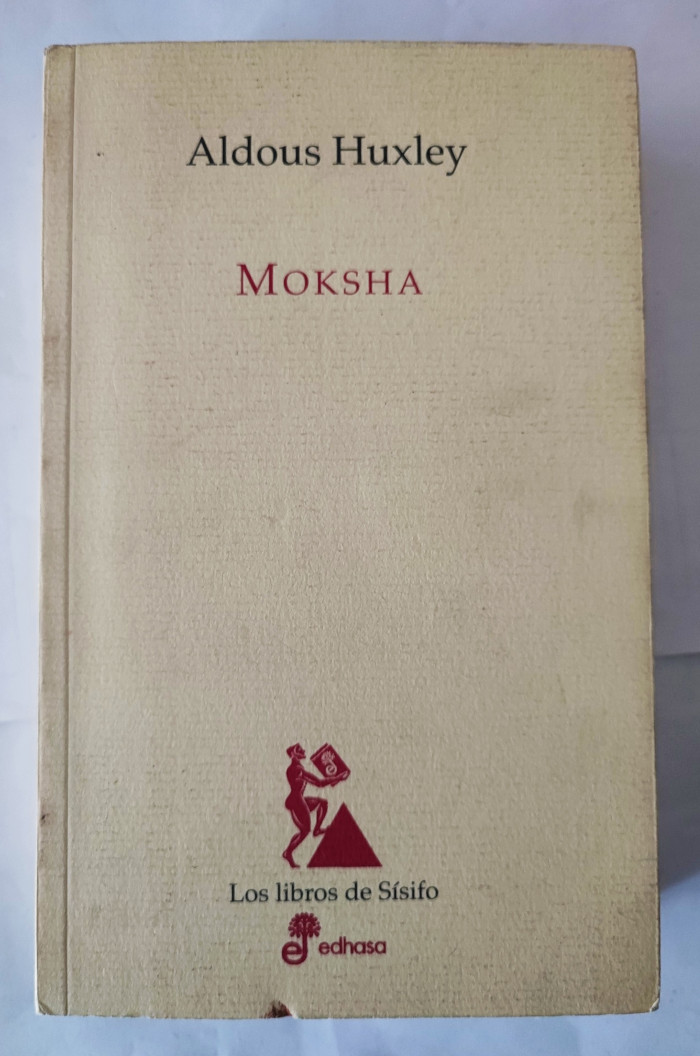 Aldous Huxley
MOKSHA
Los libros de Sísifo
edhasa